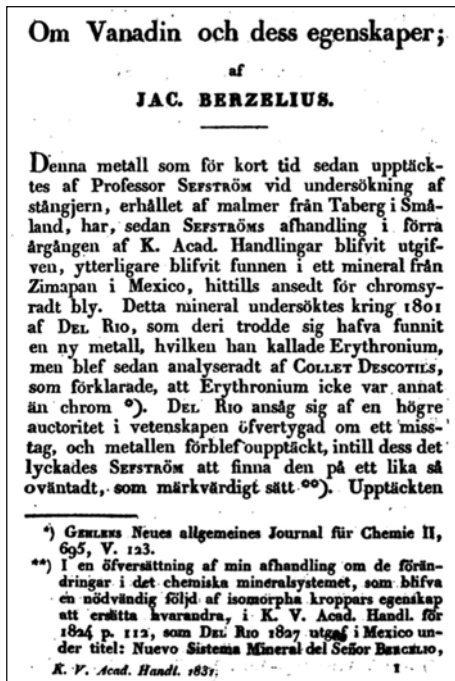 Om Vanadin och dess egenskaper;
af
JAC. BERZELIUS.
Denna metall som för kort tid sedan upptäck-
tes af Professor SEFSTRÖM vid undersökning af
stångjern, erhållet af malmer från Taberg i Små-
land, har, sedan SEFSTRÖMS afhandling i förra
årgången af K. Acad. Handlingar blifvit utgif-
ven, ytterligare blifvit funnen i ett mineral från
Zimapan i Mexico, hittills ansedt för chromsy-
radt bly. Detta mineral undersöktes kring 1801
af DEL RIO, som deri trodde sig hafva funnit
en ny metall, hvilken han kallade Erythronium,
men blef sedan analyseradt af COLLET DESCOTILS,
som förklarade, att Erythronium icke var annat
än chrom *). DEL RIO ansåg sig af en högre
auctoritet i vetenskapen öfvertygad om ett miss-
tag, och metallen förblef oupptäckt, intill dess det
lyckades SEFSTRÖM att finna den på ett lika så
oväntadt, som märkvärdigt sätt **). Upptäckten
*) GEHLENS Neues allgemeines Journal für Chemie II,
695, V. 123.
**) I en öfversättning af min afhandling om de förän-
dringar i det chemiska mineralsystemet, som blifva
en nödvändig följd af isomorpha kroppars egenskap
att ersätta hvarandra, i K. V. Acad. Handl. för
1824 p. 112, som DEL RIO 1827 utgaf i Mexico un-
der titel: Nuevo Sistema Mineral del Señor BERCELIO,
K. V. Acad. Handl. 1831. 1